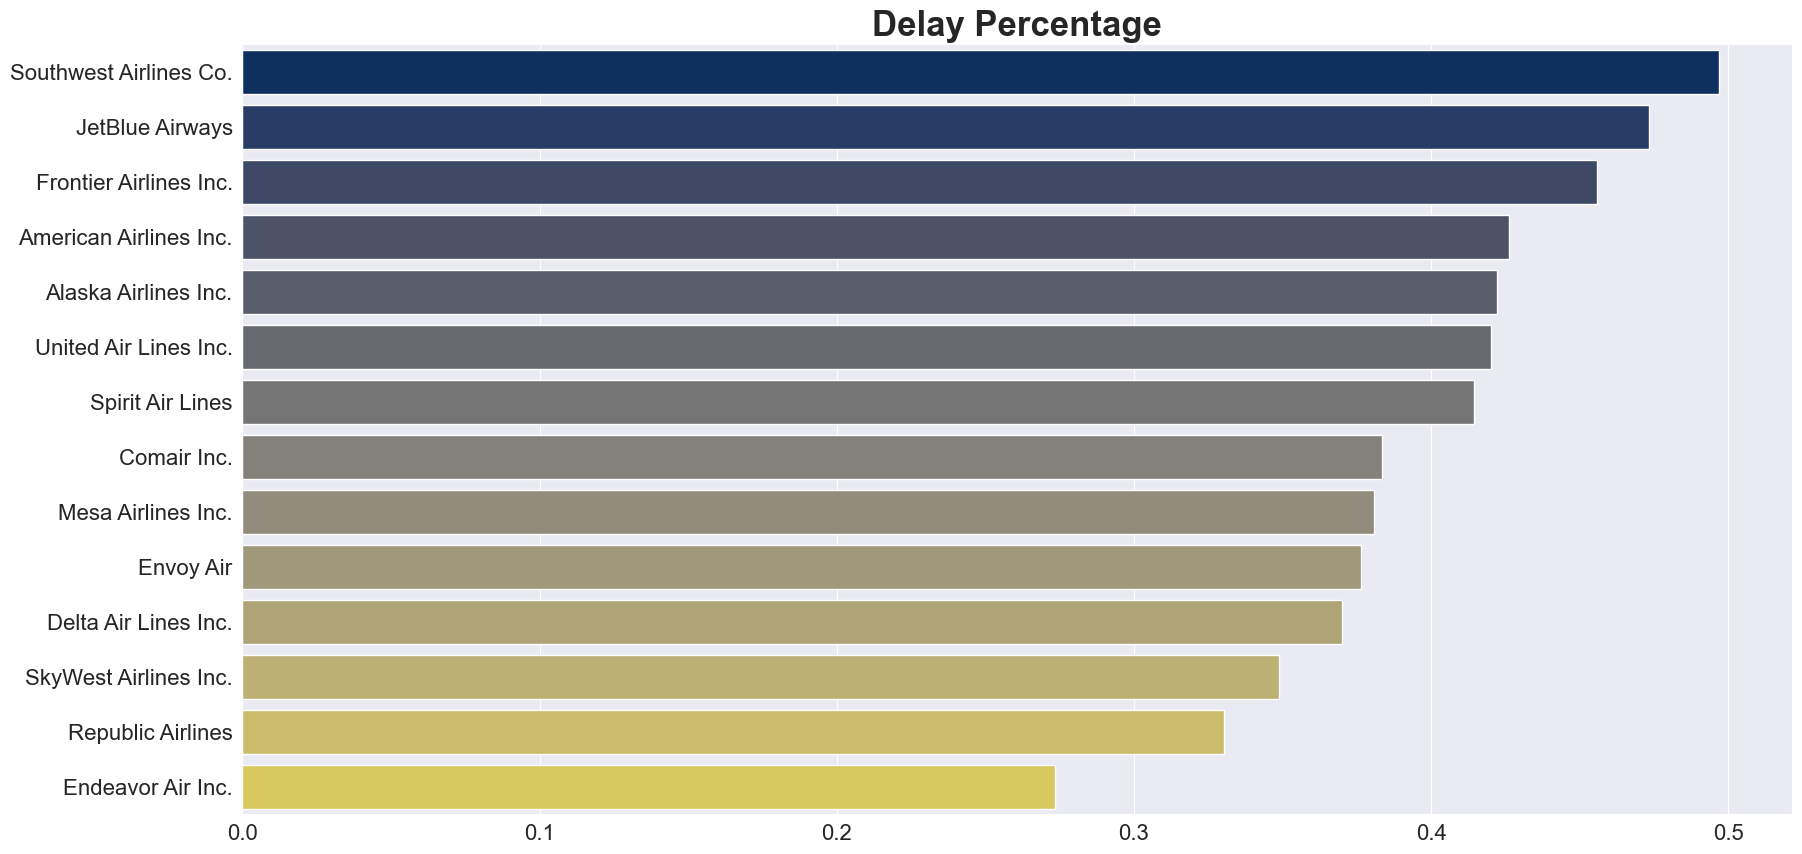 Delay Percentage
Southwest Airlines Co.
JetBlue Airways
Frontier Airlines Inc.
American Airlines Inc.
Alaska Airlines Inc.
United Air Lines Inc.
Spirit Air Lines
Comair Inc.
Mesa Airlines Inc.
Envoy Air
Delta Air Lines Inc.
SkyWest Airlines Inc.
Republic Airlines
Endeavor Air Inc.
0.0 0.1 0.2 0.3 0.4 0.5